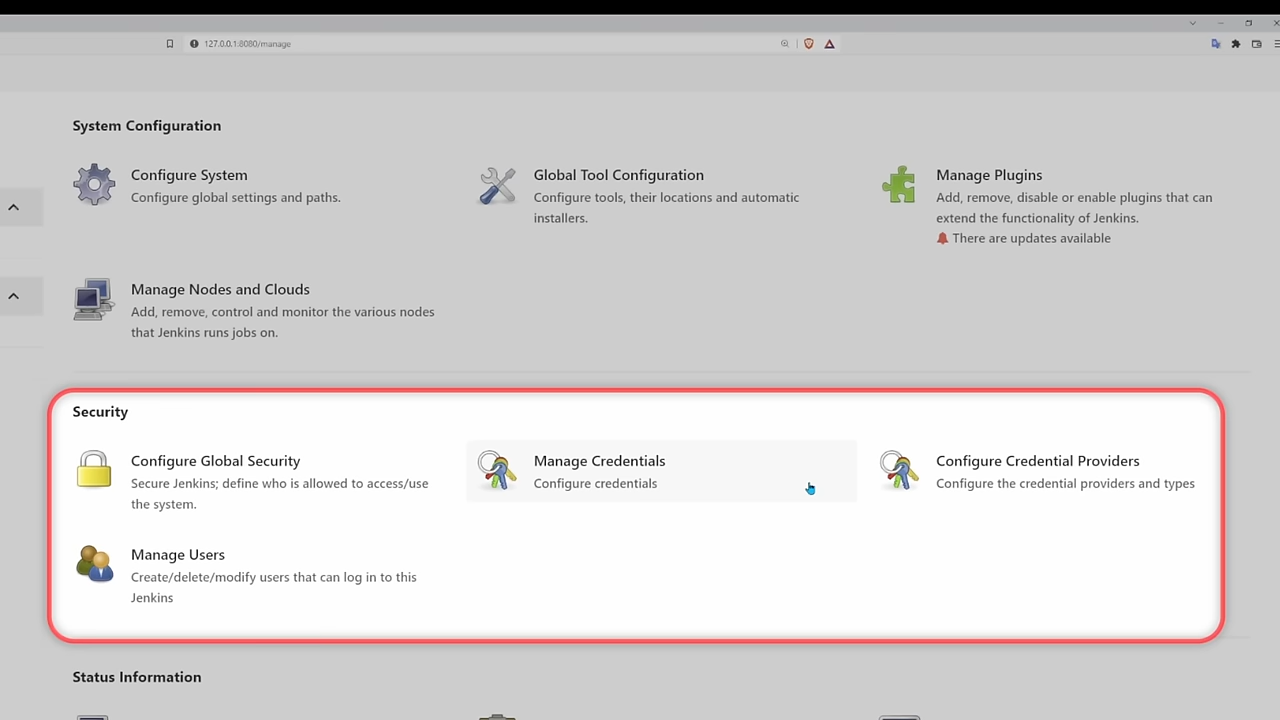 127.0.0.1:8080/manage
System Configuration
Configure System
Configure global settings and paths.
Global Tool Configuration
Configure tools, their locations and automatic
installers.
Manage Plugins
Add, remove, disable or enable plugins that can
extend the functionality of Jenkins.
There are updates available
Manage Nodes and Clouds
Add, remove, control and monitor the various nodes
that Jenkins runs jobs on.
Security
Configure Global Security
Secure Jenkins; define who is allowed to access/use
the system.
Manage Credentials
Configure credentials
Configure Credential Providers
Configure the credential providers and types
Manage Users
Create/delete/modify users that can log in to this
Jenkins
Status Information